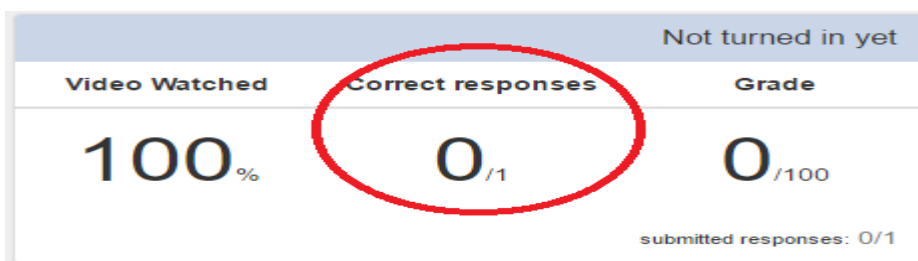 Not turned in yet
Video Watched Correct responses Grade
100% 0/1 0/100
submitted responses: 0/1